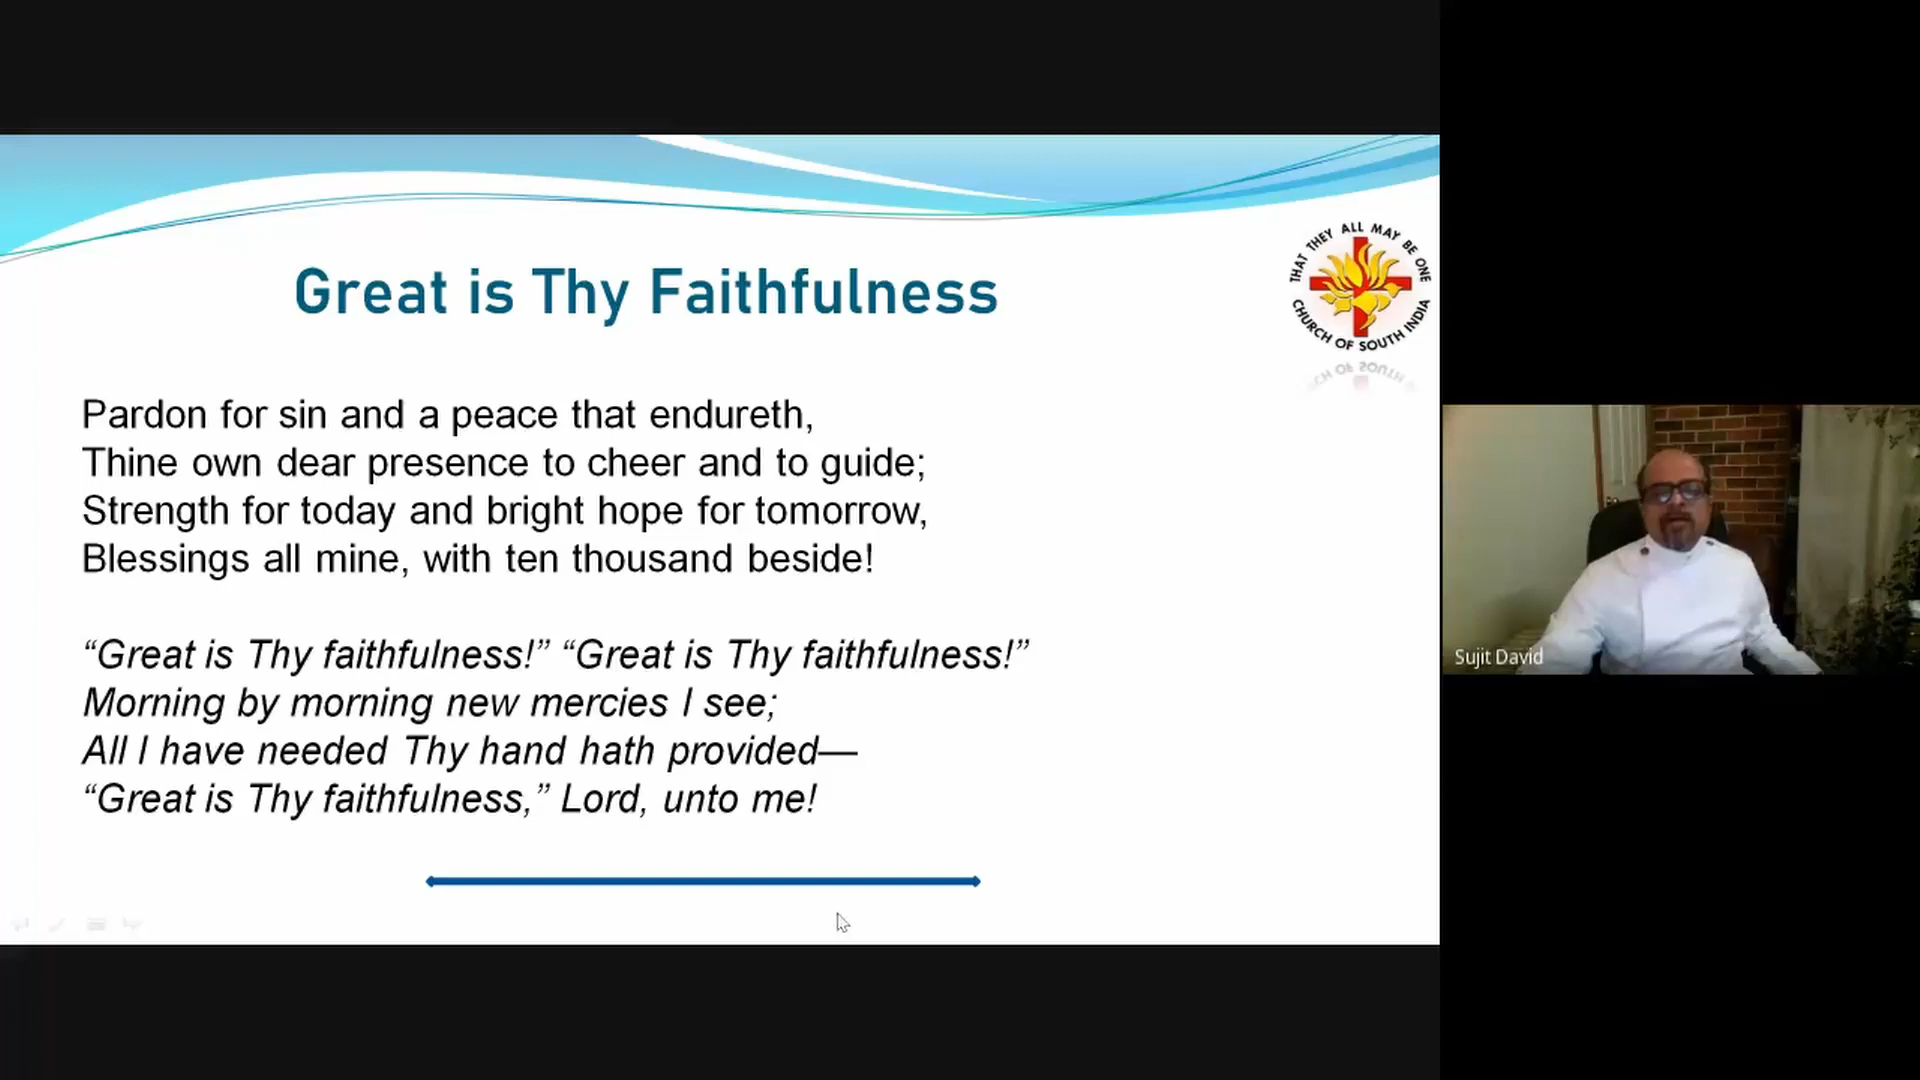 Great is Thy Faithfulness
THAT THEY ALL MAY BE ONE
CHURCH OF SOUTH INDIA
Pardon for sin and a peace that endureth,
Thine own dear presence to cheer and to guide;
Strength for today and bright hope for tomorrow,
Blessings all mine, with ten thousand beside!
“Great is Thy faithfulness!” “Great is Thy faithfulness!”
Morning by morning new mercies I see;
All I have needed Thy hand hath provided—
“Great is Thy faithfulness,” Lord, unto me!
Sujit David